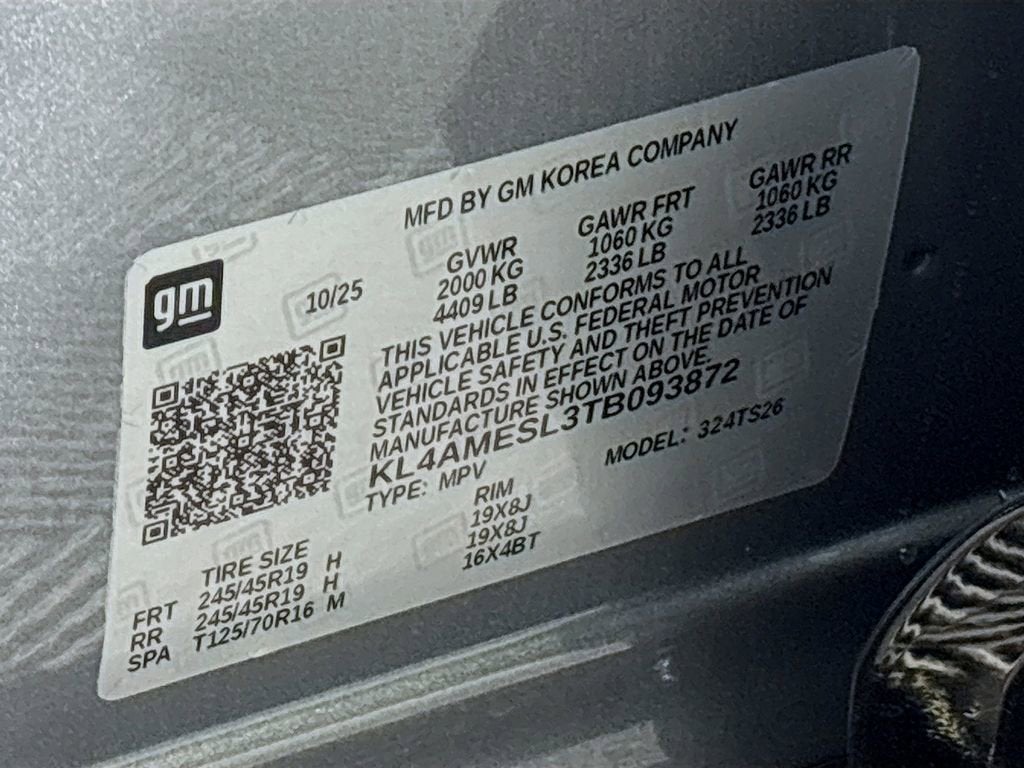 MFD BY GM KOREA COMPANY
gm
10/25
GVWR GAWR FRT GAWR RR
2000 KG 1060 KG 1060 KG
4409 LB 2336 LB 2336 LB
THIS VEHICLE CONFORMS TO ALL
APPLICABLE U.S. FEDERAL MOTOR
VEHICLE SAFETY AND THEFT PREVENTION
STANDARDS IN EFFECT ON THE DATE OF
MANUFACTURE SHOWN ABOVE.
KL4AMESL3TB093872
TYPE: MPV MODEL: 324TS26
TIRE SIZE RIM
FRT 245/45R19 H 19X8J
RR 245/45R19 H 19X8J
SPA T125/70R16 M 16X4BT